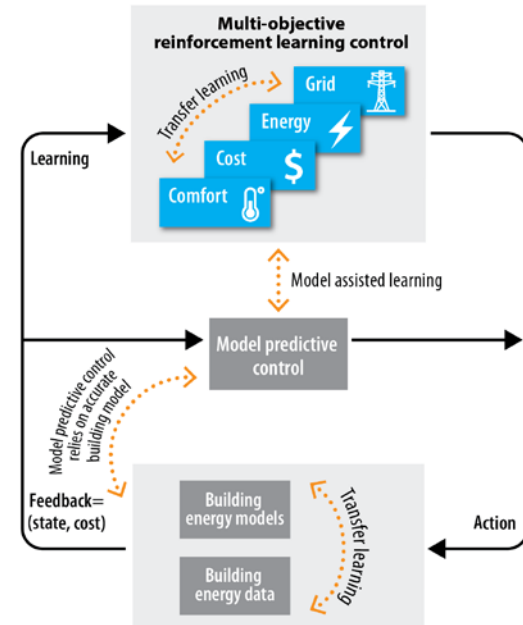 Multi-objective
reinforcement learning control
Transfer learning
Grid
Energy
Cost
$
Comfort
Learning
Model assisted learning
Model predictive
control
Model predictive control
relies on accurate
building model
Feedback=
(state, cost)
Building
energy models
Building
energy data
Transfer learning
Action